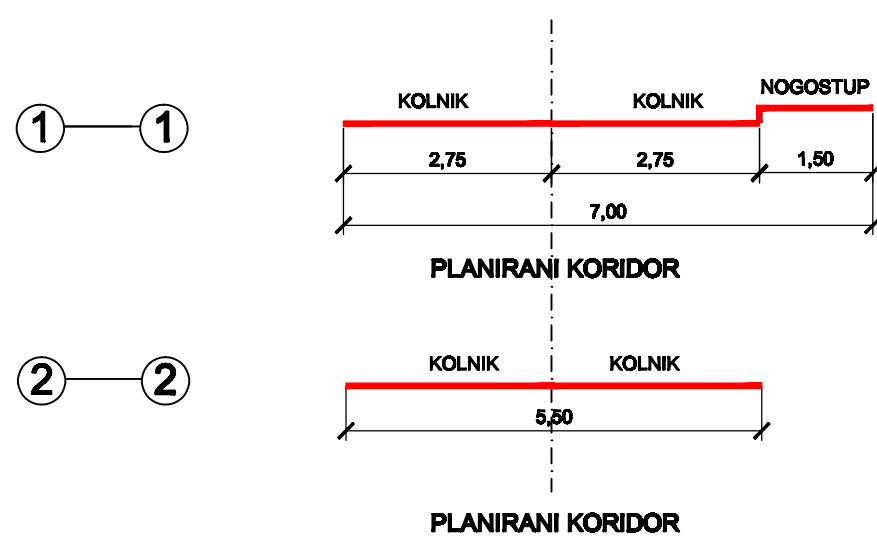 1 1
KOLNIK KOLNIK NOGOSTUP
2,75 2,75 1,50
7,00
PLANIRANI KORIDOR
2 2
KOLNIK KOLNIK
5,50
PLANIRANI KORIDOR